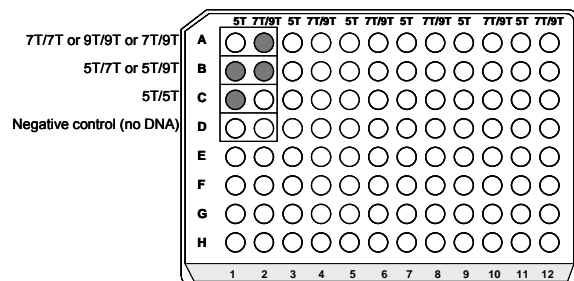 5T 7T/9T 5T 7T/9T 5T 7T/9T 5T 7T/9T 5T 7T/9T 5T 7T/9T
7T/7T or 9T/9T or 7T/9T A
5T/7T or 5T/9T B
5T/5T C
Negative control (no DNA) D
E
F
G
H
1 2 3 4 5 6 7 8 9 10 11 12